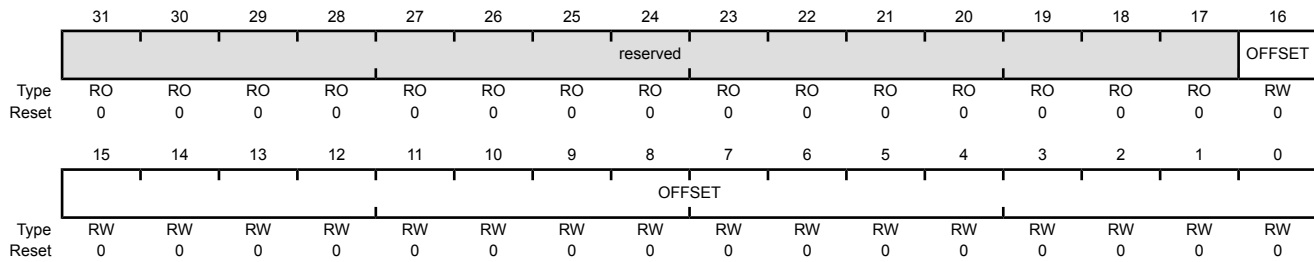 31 30 29 28 27 26 25 24 23 22 21 20 19 18 17 16
reserved OFFSET
Type RO RO RO RO RO RO RO RO RO RO RO RO RO RO RO RW
Reset 0 0 0 0 0 0 0 0 0 0 0 0 0 0 0 0
15 14 13 12 11 10 9 8 7 6 5 4 3 2 1 0
OFFSET
Type RW RW RW RW RW RW RW RW RW RW RW RW RW RW RW RW
Reset 0 0 0 0 0 0 0 0 0 0 0 0 0 0 0 0